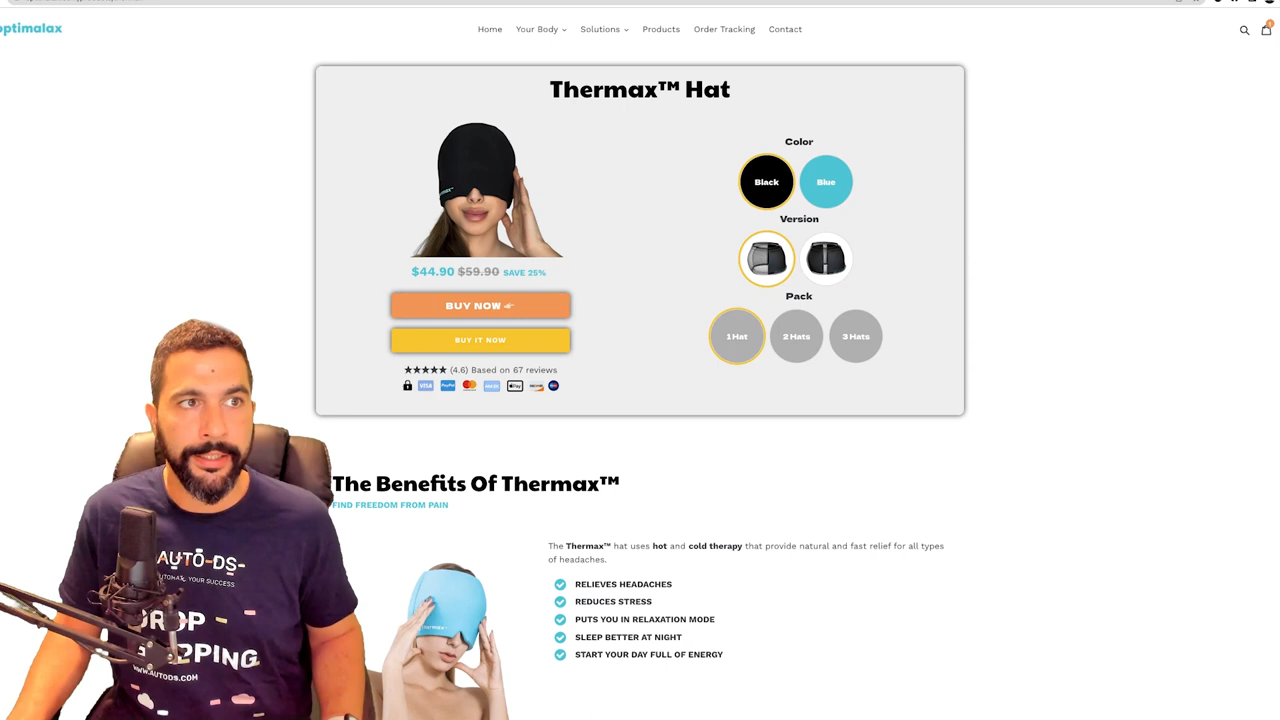 optimalax
Home Your Body Solutions Products Order Tracking Contact
1
Thermax™ Hat
Color
Black Blue
Version
Pack
1 Hat 2 Hats 3 Hats
$44.90 $59.90 SAVE 25%
BUY NOW
BUY IT NOW
★★★★★ (4.6) Based on 67 reviews
VISA PayPal
The Benefits Of Thermax™
FIND FREEDOM FROM PAIN
The Thermax™ hat uses hot and cold therapy that provide natural and fast relief for all types
of headaches.
RELIEVES HEADACHES
REDUCES STRESS
PUTS YOU IN RELAXATION MODE
SLEEP BETTER AT NIGHT
START YOUR DAY FULL OF ENERGY
AUTO-DS-
AUTOMATE YOUR SUCCESS
DROP
WWW.AUTODS.COM